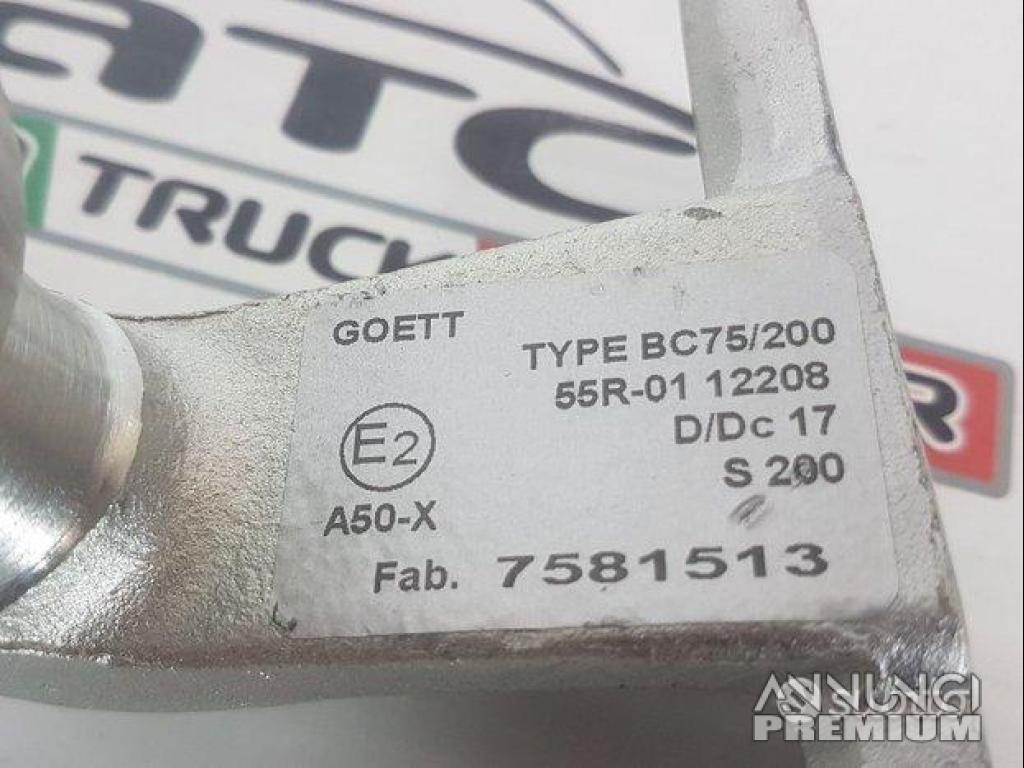 ATC
TRUCK
GOETT
TYPE BC75/200
55R-01 12208
D/Dc 17
E2
S 200
A50-X
Fab. 7581513
R
ANNUNCI
PREMIUM